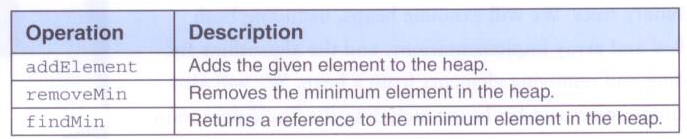 Operation Description
addElement Adds the given element to the heap.
removeMin Removes the minimum element in the heap.
findMin Returns a reference to the minimum element in the heap.